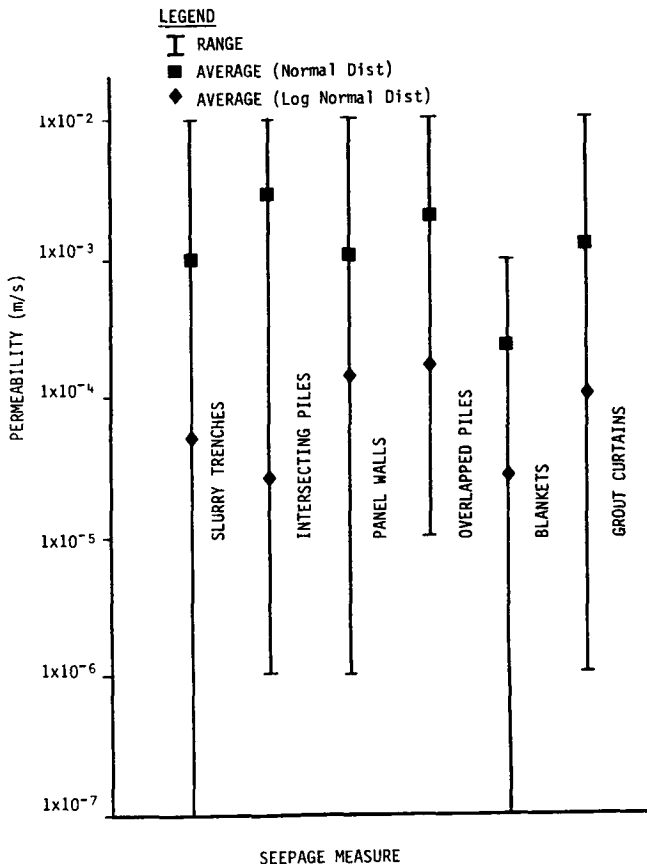 LEGEND
RANGE
AVERAGE (Normal Dist)
AVERAGE (Log Normal Dist)
1x10⁻²
1x10⁻³
1x10⁻⁴
1x10⁻⁵
1x10⁻⁶
1x10⁻⁷
PERMEABILITY (m/s)
SLURRY TRENCHES
INTERSECTING PILES
PANEL WALLS
OVERLAPPED PILES
BLANKETS
GROUT CURTAINS
SEEPAGE MEASURE